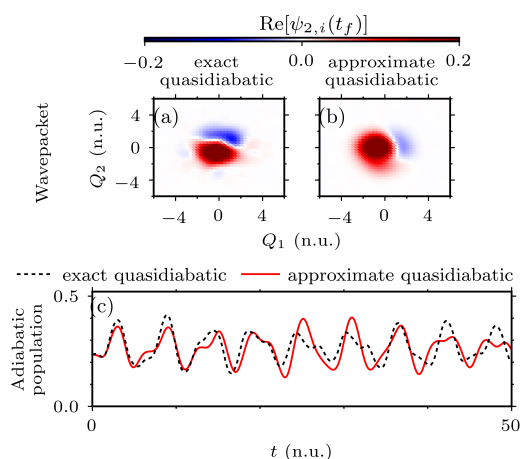 Re[ψ2,i(tf)]
−0.2 0.0 0.2
exact quasidiabatic
approximate quasidiabatic
Wavepacket
Q2 (n.u.)
4
0
−4
(a)
(b)
−4 0 4 −4 0 4
Q1 (n.u.)
exact quasidiabatic approximate quasidiabatic
Adiabatic
population
0.5
0.0
(c)
0 50
t (n.u.)